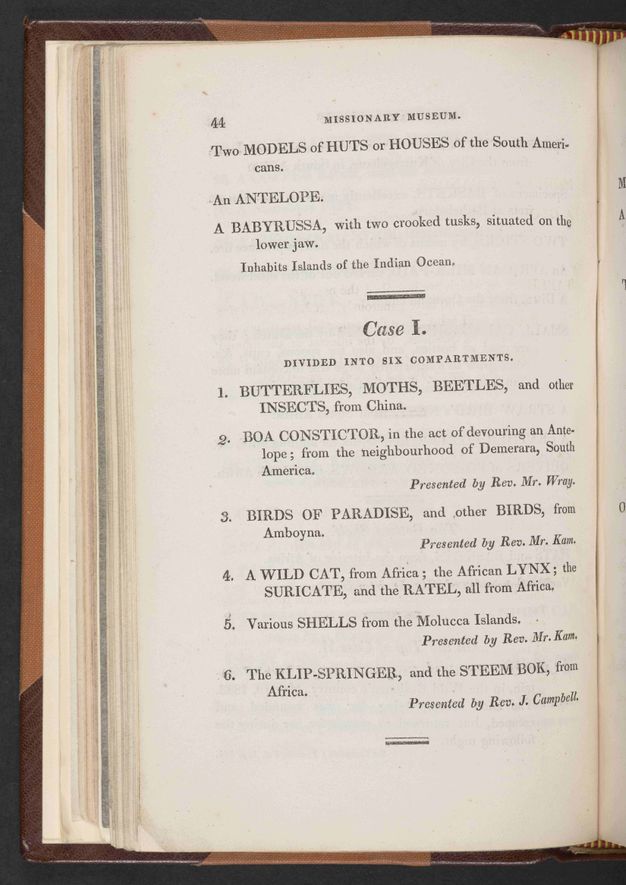 44 MISSIONARY MUSEUM.
Two MODELS of HUTS or HOUSES of the South Ameri-
cans.
An ANTELOPE.
A BABYRUSSA, with two crooked tusks, situated on the
lower jaw.
Inhabits Islands of the Indian Ocean.
Case I.
DIVIDED INTO SIX COMPARTMENTS.
1. BUTTERFLIES, MOTHS, BEETLES, and other
INSECTS, from China.
2. BOA CONSTICTOR, in the act of devouring an Ante-
lope; from the neighbourhood of Demerara, South
America.
Presented by Rev. Mr. Wray.
3. BIRDS OF PARADISE, and other BIRDS, from
Amboyna.
Presented by Rev. Mr. Kam.
4. A WILD CAT, from Africa; the African LYNX; the
SURICATE, and the RATEL, all from Africa.
5. Various SHELLS from the Molucca Islands.
Presented by Rev. Mr. Kam.
6. The KLIP-SPRINGER, and the STEEM BOK, from
Africa.
Presented by Rev. J. Campbell.